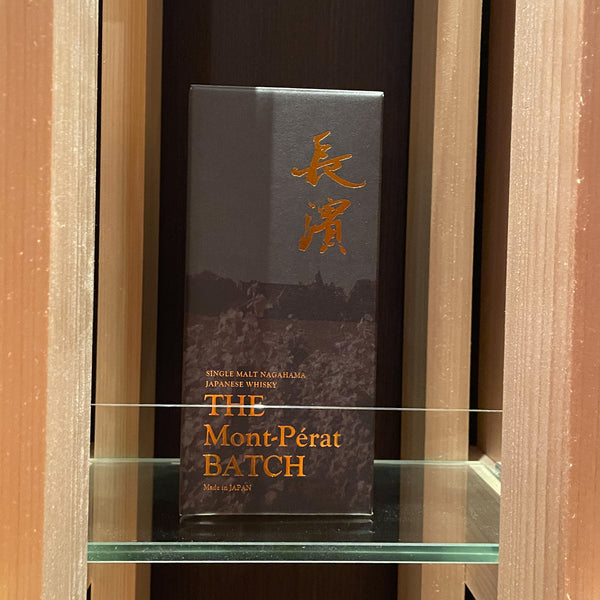 長濱
SINGLE MALT NAGAHAMA
JAPANESE WHISKY
THE
Mont-Pérat
BATCH
Made in JAPAN